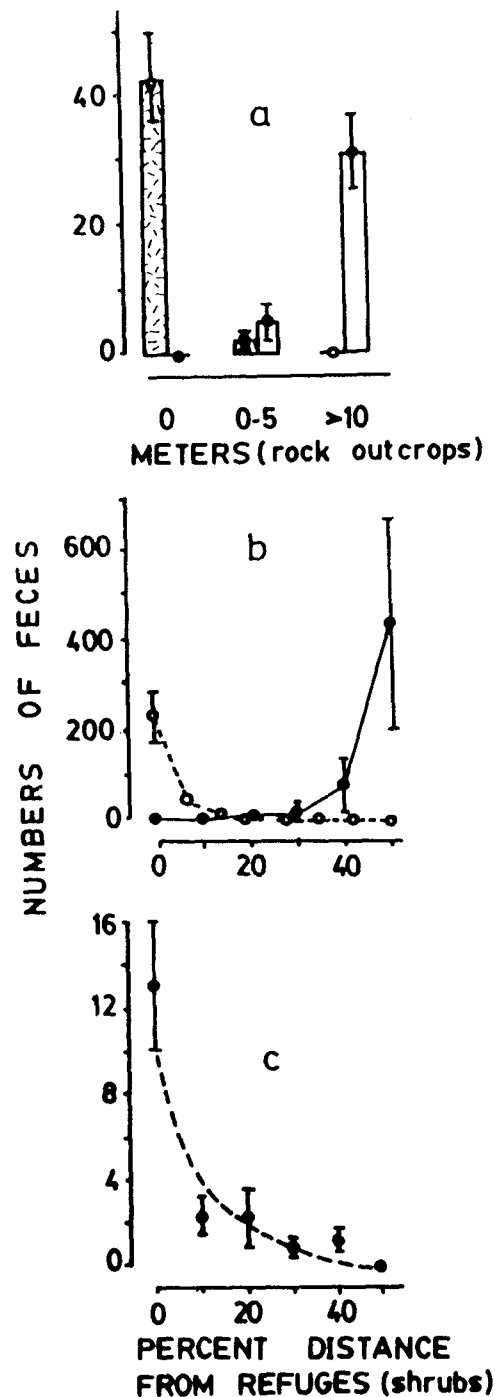 40
a
20
0
0 0-5 >10
METERS (rock outcrops)
NUMBERS OF FECES
600
b
400
200
0
0 20 40
16
12
c
8
4
0
0 20 40
PERCENT DISTANCE
FROM REFUGES (shrubs)